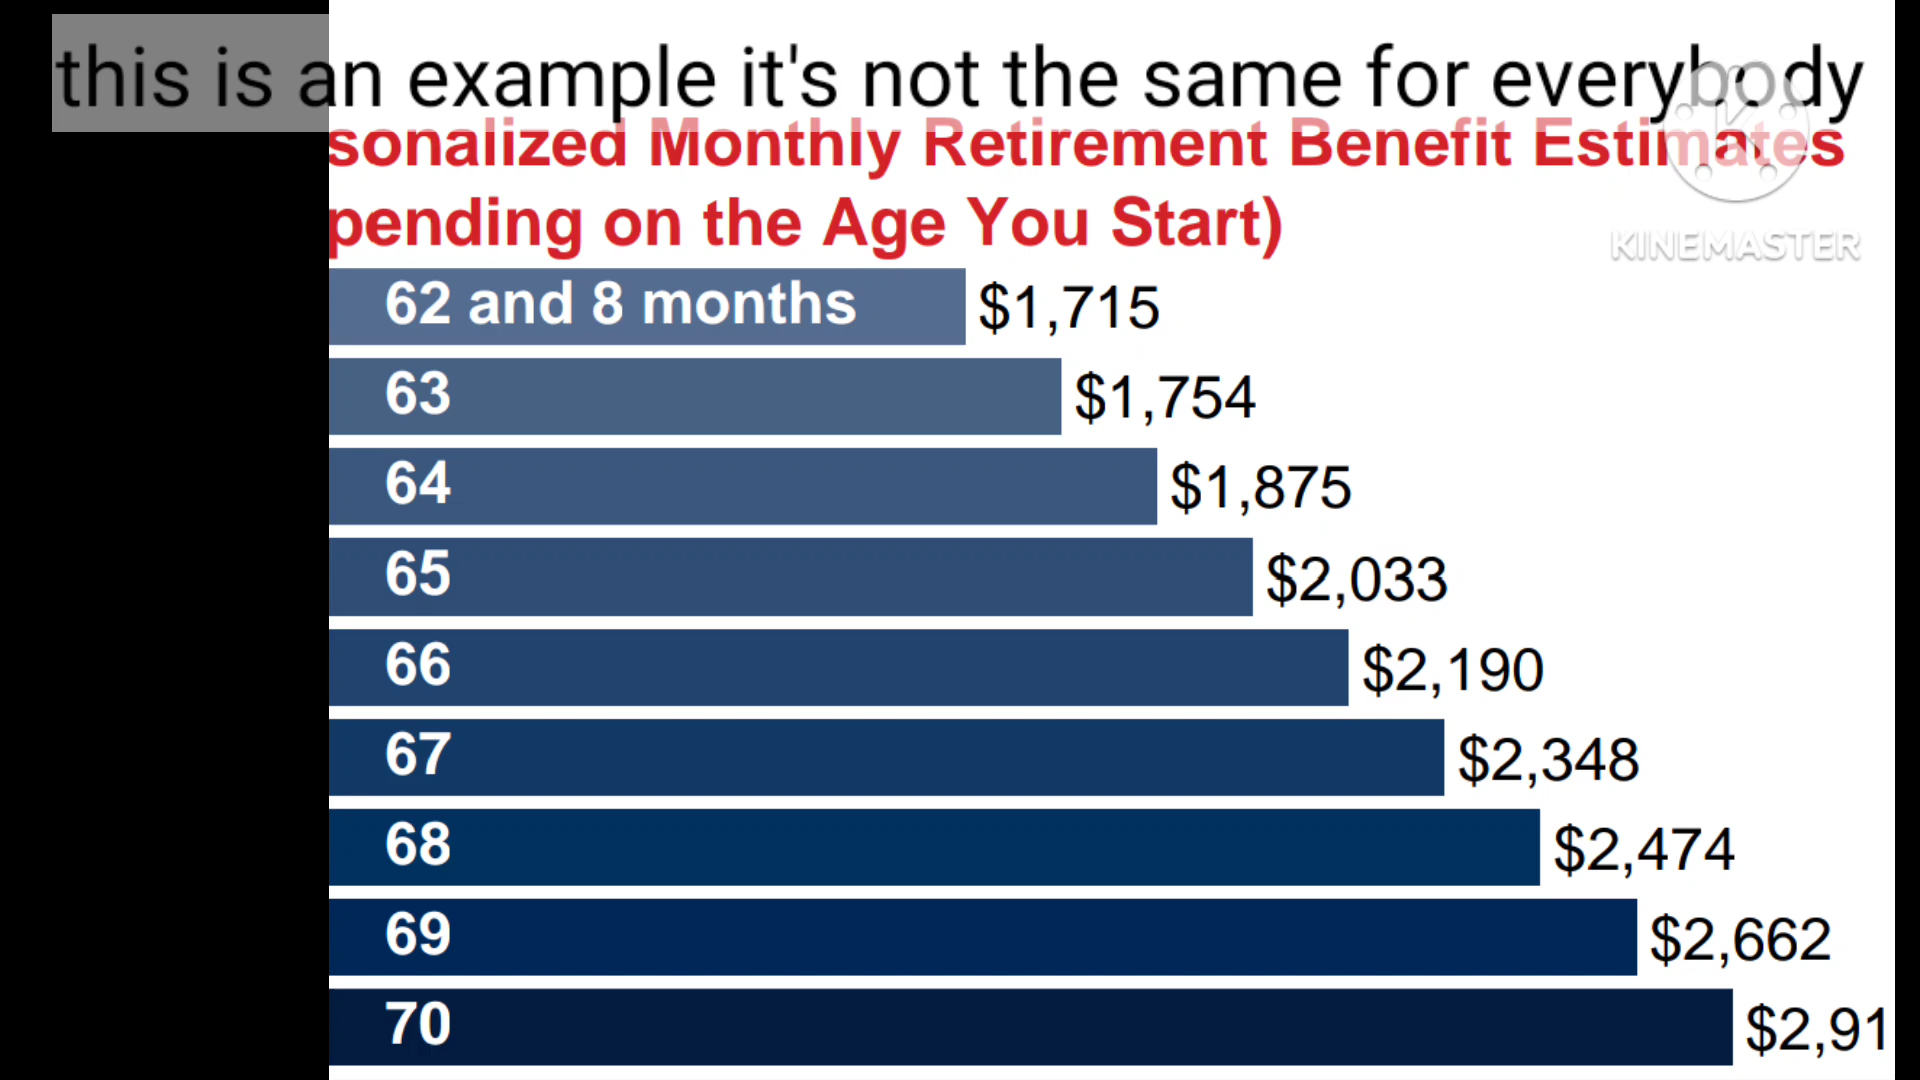 this is an example it's not the same for everybody
sonalized Monthly Retirement Benefit Estimates
pending on the Age You Start)
KINEMASTER
62 and 8 months $1,715
63 $1,754
64 $1,875
65 $2,033
66 $2,190
67 $2,348
68 $2,474
69 $2,662
70 $2,91